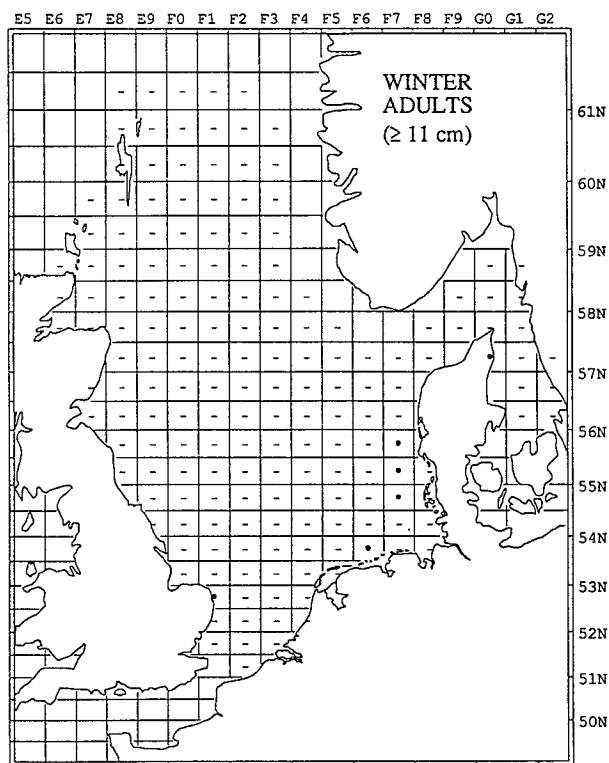 E5 E6 E7 E8 E9 F0 F1 F2 F3 F4 F5 F6 F7 F8 F9 G0 G1 G2
WINTER
ADULTS
(≥ 11 cm)
61N
60N
59N
58N
57N
56N
55N
54N
53N
52N
51N
50N